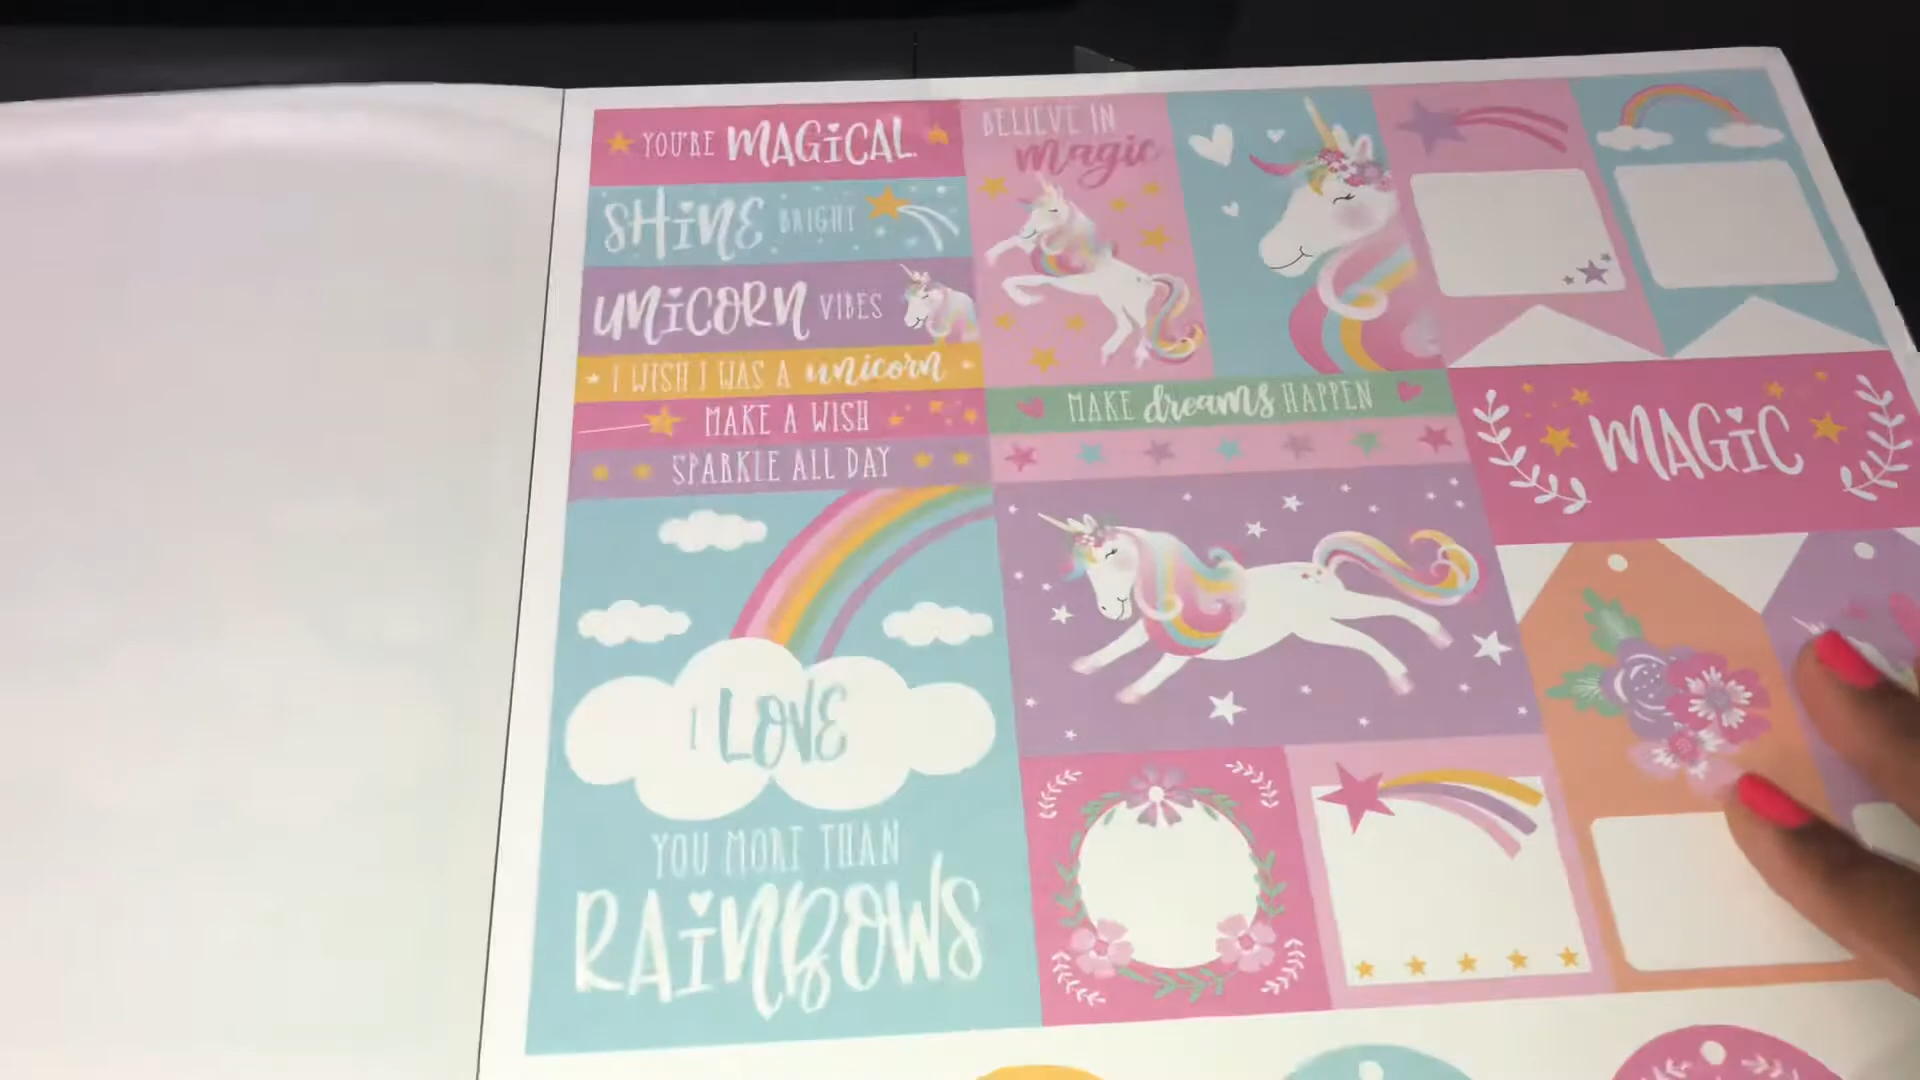 YOU'RE MAGICAL.
SHINE BRIGHT
UNICORN VIBES
I WISH I WAS A unicorn
MAKE A WISH
SPARKLE ALL DAY
I LOVE
YOU MORE THAN
RAINBOWS
BELIEVE IN
magic
MAKE dreams HAPPEN
MAGIC